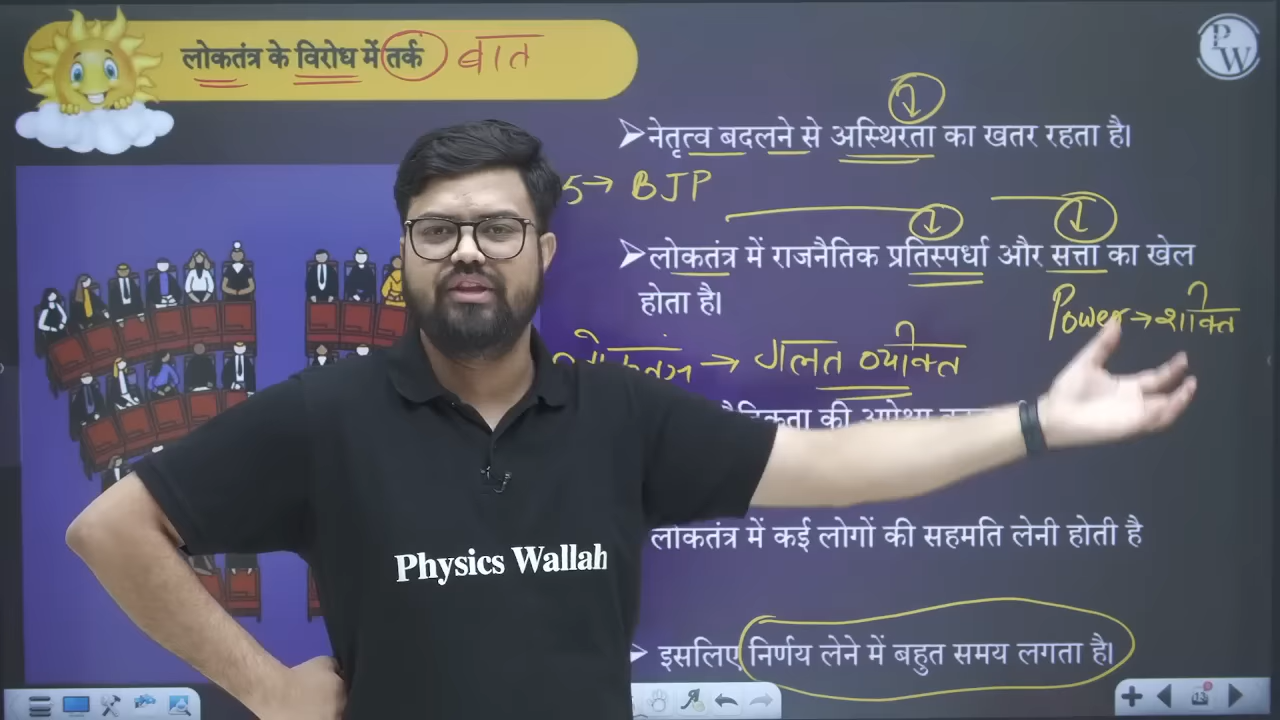 लोकतंत्र के विरोध में तर्क बात
PW
नेतृत्व बदलने से अस्थिरता का खतर रहता है।
5→ BJP
लोकतंत्र में राजनैतिक प्रतिस्पर्धा और सत्ता का खेल
होता है।
Power→शक्ति
→ गलत व्यक्ति
की
लोकतंत्र में कई लोगों की सहमति लेनी होती है
Physics Wallah
इसलिए निर्णय लेने में बहुत समय लगता है।
13